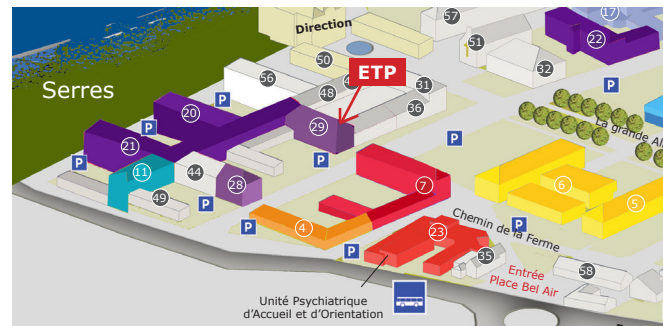 57
17
Direction
51
22
50
56
ETP
32
31
48
P
P
Serres
36
20
29
La grande Al
P
P
21
P
P
11
44
7
28
6
49
P
5
4
P
P
23
Chemin de la Ferme
P
35
Entrée
Place Bel Air
58
Unité Psychiatrique
d'Accueil et d'Orientation